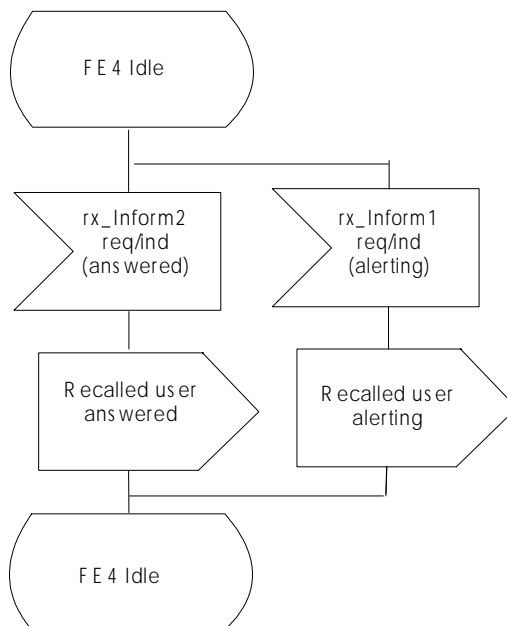 FE4 Idle
rx_Inform2
req/ind
(answered)
rx_Inform1
req/ind
(alerting)
Recalled user
answered
Recalled user
alerting
FE4 Idle